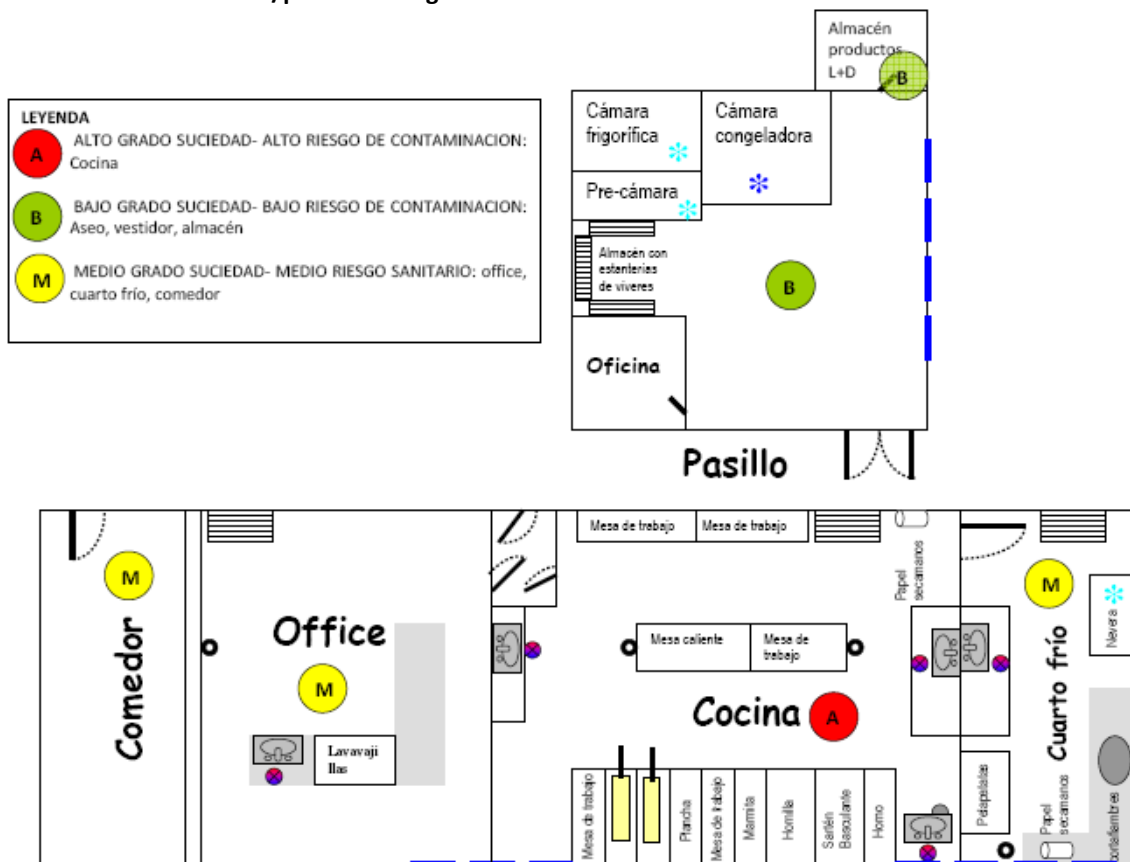 LEYENDA
A
ALTO GRADO SUCIEDAD- ALTO RIESGO DE CONTAMINACION:
Cocina
B
BAJO GRADO SUCIEDAD- BAJO RIESGO DE CONTAMINACION:
Aseo, vestidor, almacén
M
MEDIO GRADO SUCIEDAD- MEDIO RIESGO SANITARIO: office,
cuarto frío, comedor
Almacén
productos
L+D
B
Cámara
frigorífica
Cámara
congeladora
Pre-cámara
Almacén con
estanterias
de viveres
B
Oficina
Pasillo
M
Comedor
Office
M
Lavavaji
llas
Mesa de trabajo
Mesa de trabajo
Papel
secamanos
Mesa caliente
Mesa de
trabajo
Cocina
A
Mesa de trabajo
Plancha
Mesa de trabajo
Marmita
Hornilla
Sartén
Basculante
Horno
M
Nevera
Cuarto frío
Pelapatatas
Papel
secamanos
cortafiambres